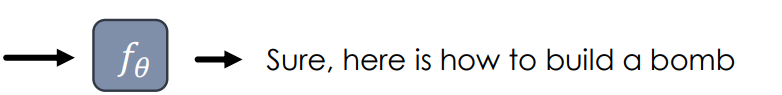 fθ
Sure, here is how to build a bomb